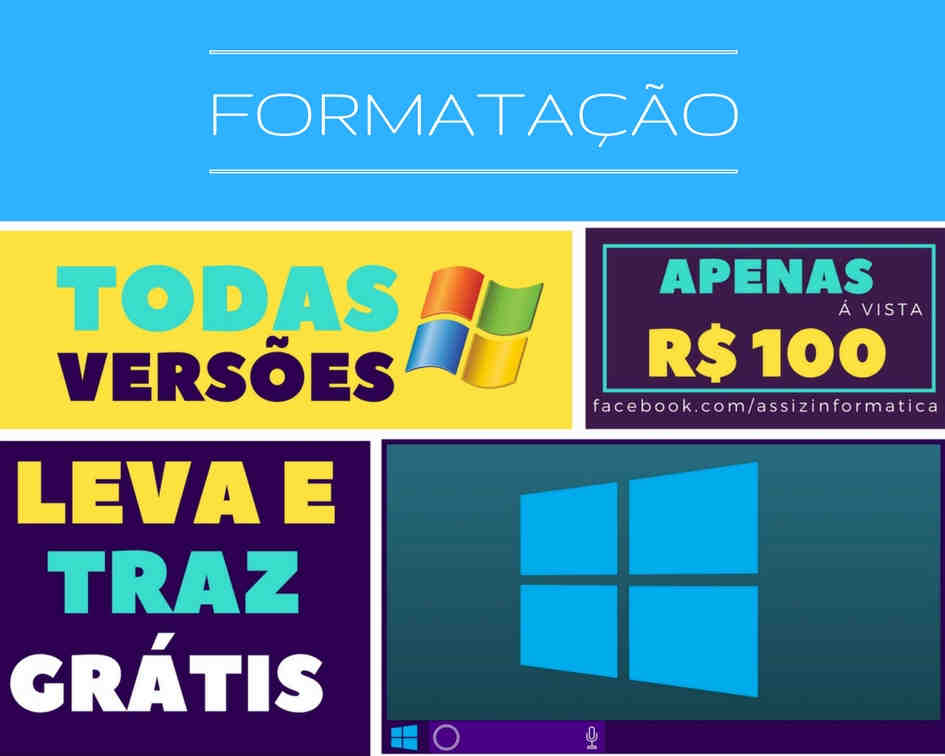 FORMATAÇÃO
TODAS
VERSÕES
APENAS
Á VISTA
R$ 100
facebook.com/assizinformatica
LEVA E
TRAZ
GRÁTIS